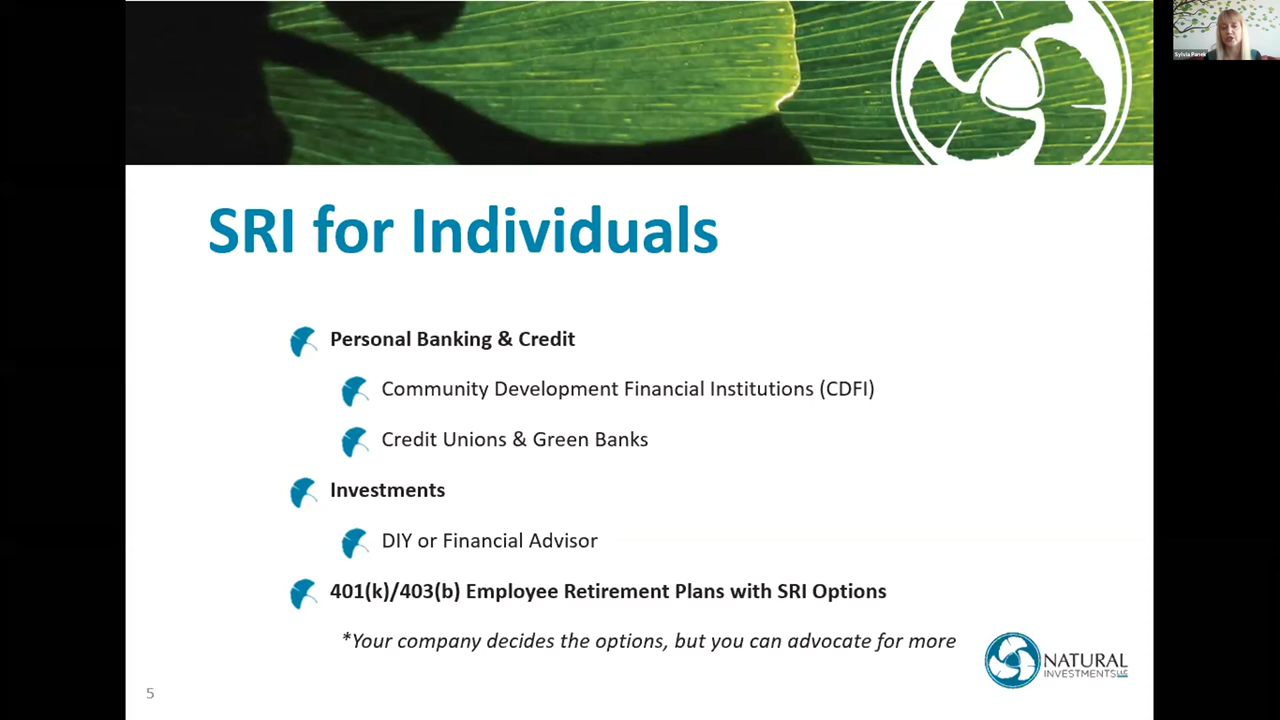 Sylvia Panek
SRI for Individuals
Personal Banking & Credit
Community Development Financial Institutions (CDFI)
Credit Unions & Green Banks
Investments
DIY or Financial Advisor
401(k)/403(b) Employee Retirement Plans with SRI Options
*Your company decides the options, but you can advocate for more
NATURAL
INVESTMENTS LLC
5